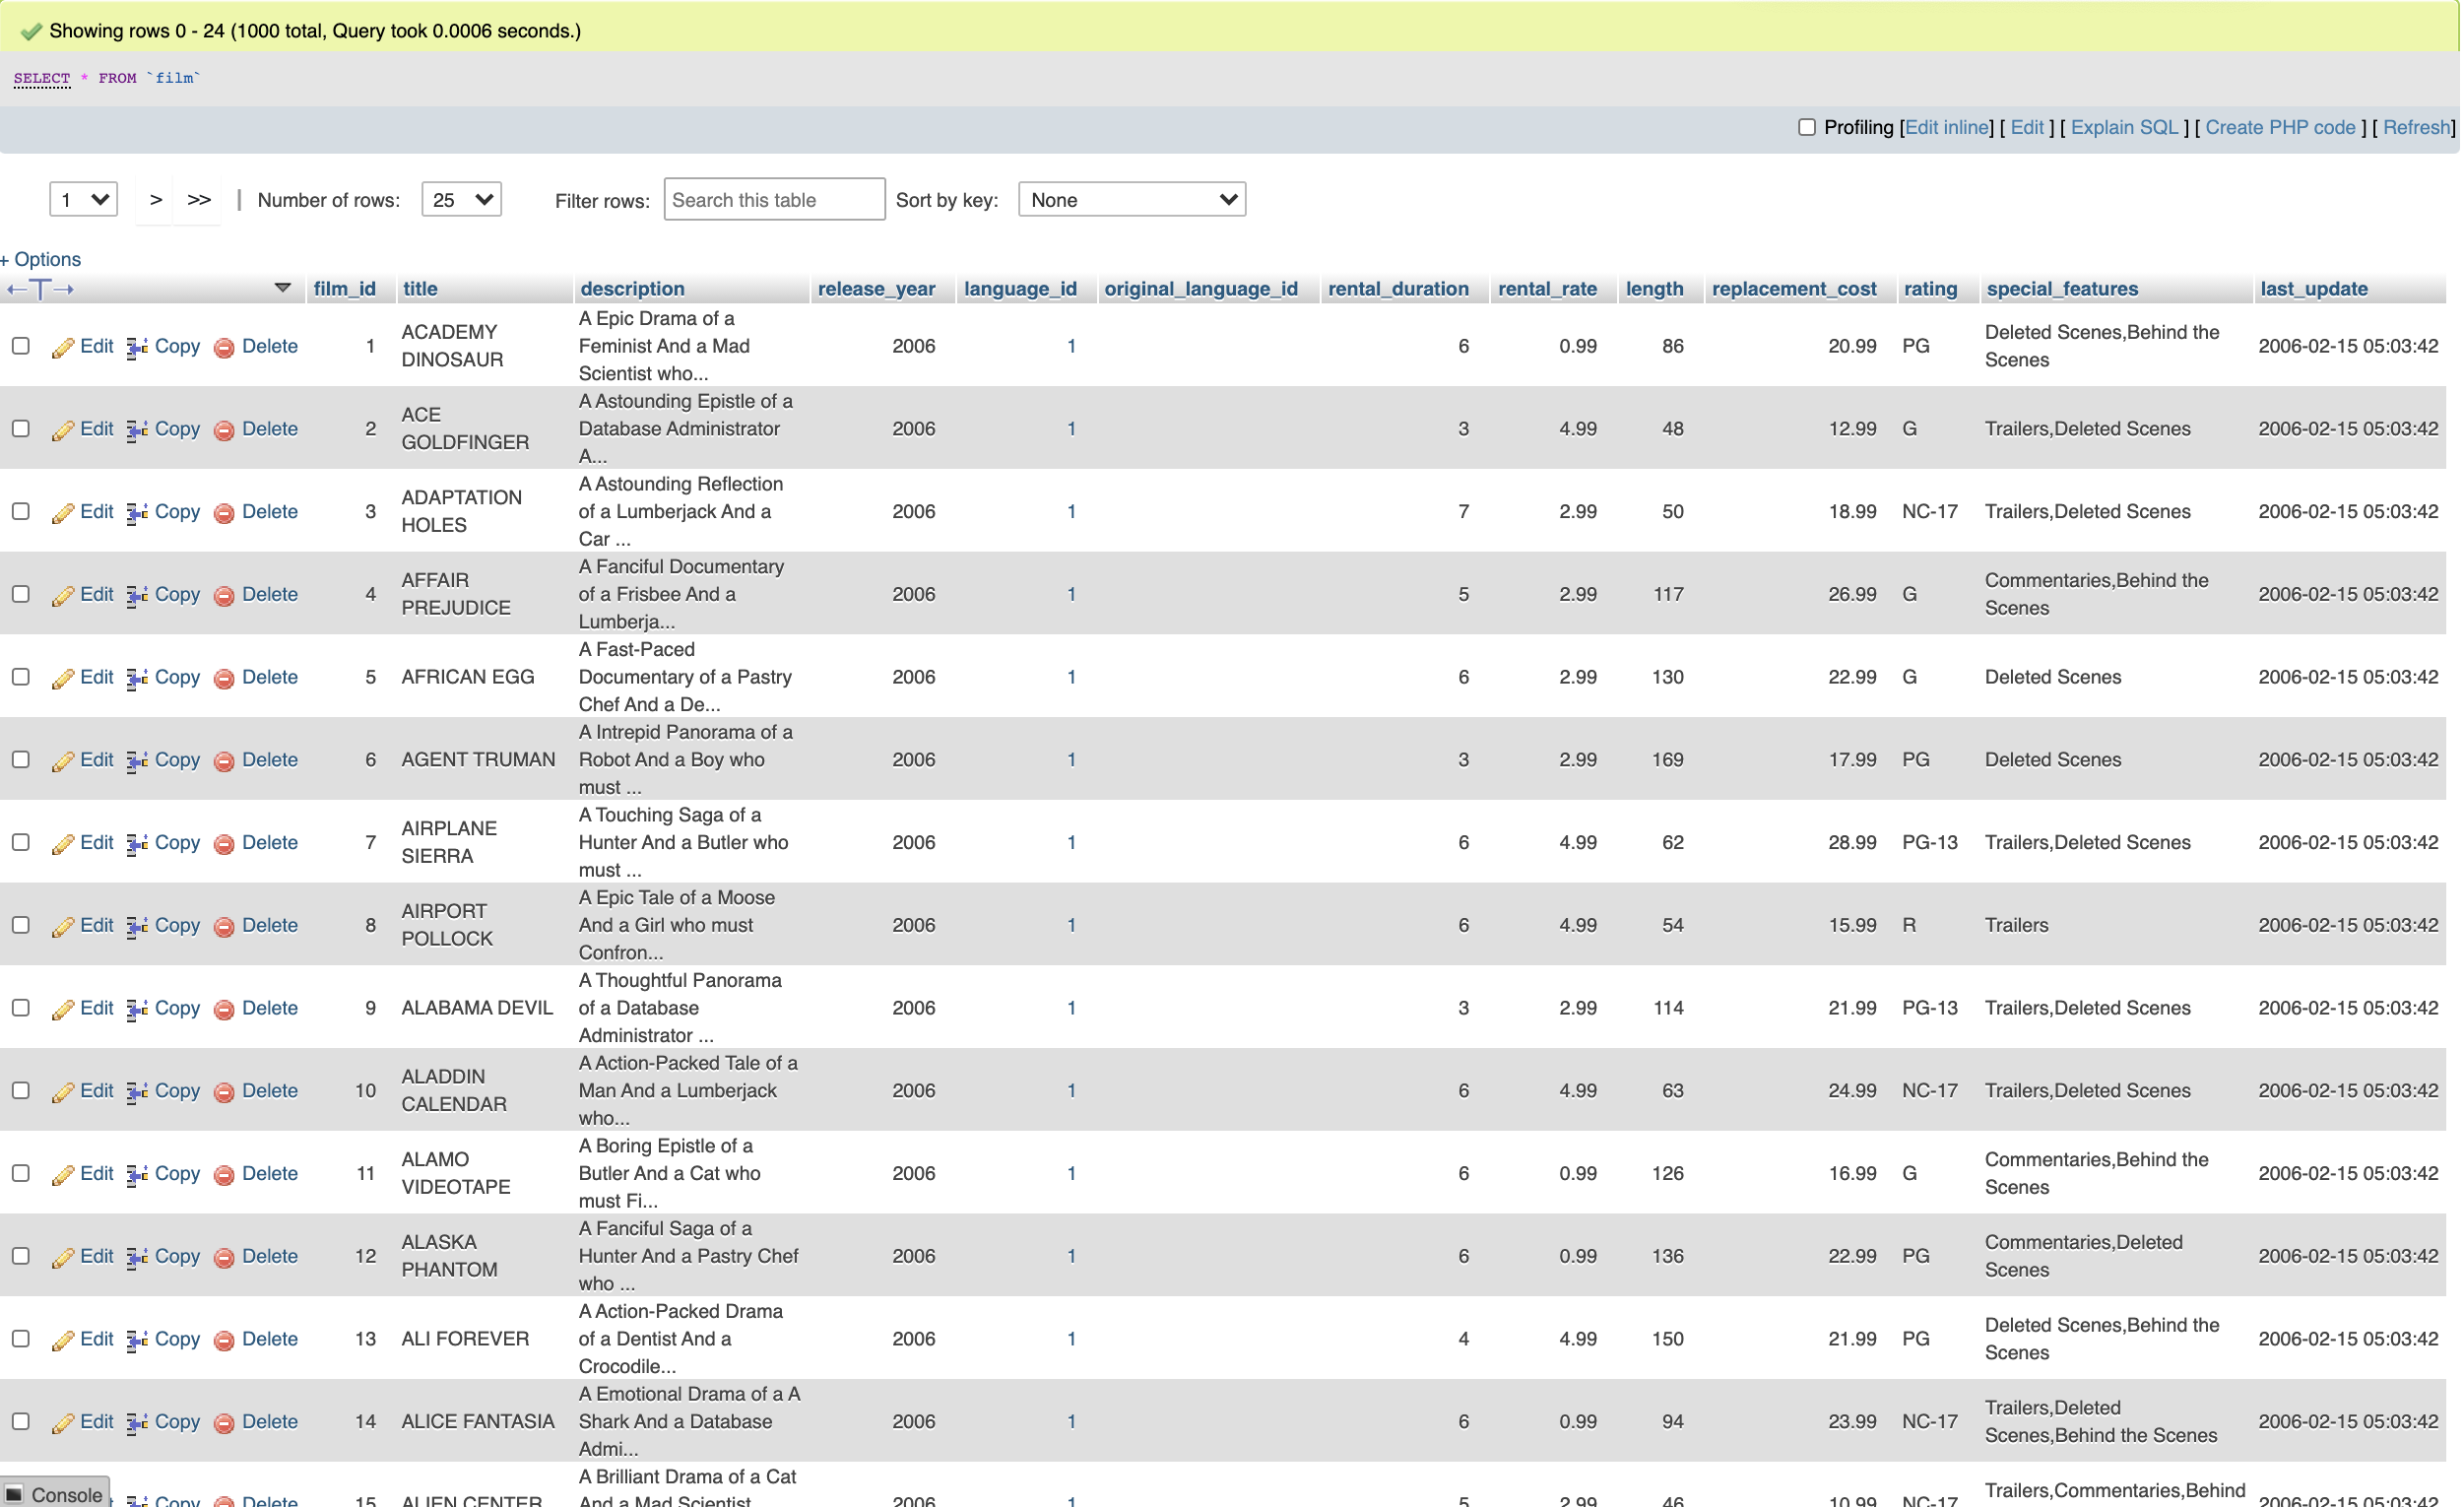 Showing rows 0 - 24 (1000 total, Query took 0.0006 seconds.)
SELECT * FROM `film`
Profiling [Edit inline] [ Edit ] [ Explain SQL ] [ Create PHP code ] [ Refresh]
1 > >> | Number of rows: 25 Filter rows: Search this table Sort by key: None
+ Options
←T→ film_id title description release_year language_id original_language_id rental_duration rental_rate length replacement_cost rating special_features last_update
A Epic Drama of a
ACADEMY Feminist And a Mad Deleted Scenes,Behind the
Edit Copy Delete 1 DINOSAUR Scientist who... 2006 1 6 0.99 86 20.99 PG Scenes 2006-02-15 05:03:42
A Astounding Epistle of a
ACE Database Administrator
Edit Copy Delete 2 GOLDFINGER A... 2006 1 3 4.99 48 12.99 G Trailers,Deleted Scenes 2006-02-15 05:03:42
A Astounding Reflection
ADAPTATION of a Lumberjack And a
Edit Copy Delete 3 HOLES Car ... 2006 1 7 2.99 50 18.99 NC-17 Trailers,Deleted Scenes 2006-02-15 05:03:42
A Fanciful Documentary
AFFAIR of a Frisbee And a Commentaries,Behind the
Edit Copy Delete 4 PREJUDICE Lumberja... 2006 1 5 2.99 117 26.99 G Scenes 2006-02-15 05:03:42
A Fast-Paced
Edit Copy Delete 5 AFRICAN EGG Documentary of a Pastry 2006 1 6 2.99 130 22.99 G Deleted Scenes 2006-02-15 05:03:42
Chef And a De...
A Intrepid Panorama of a
Edit Copy Delete 6 AGENT TRUMAN Robot And a Boy who 2006 1 3 2.99 169 17.99 PG Deleted Scenes 2006-02-15 05:03:42
must ...
A Touching Saga of a
AIRPLANE Hunter And a Butler who
Edit Copy Delete 7 SIERRA must ... 2006 1 6 4.99 62 28.99 PG-13 Trailers,Deleted Scenes 2006-02-15 05:03:42
A Epic Tale of a Moose
AIRPORT And a Girl who must
Edit Copy Delete 8 POLLOCK Confron... 2006 1 6 4.99 54 15.99 R Trailers 2006-02-15 05:03:42
A Thoughtful Panorama
Edit Copy Delete 9 ALABAMA DEVIL of a Database 2006 1 3 2.99 114 21.99 PG-13 Trailers,Deleted Scenes 2006-02-15 05:03:42
Administrator ...
A Action-Packed Tale of a
ALADDIN Man And a Lumberjack
Edit Copy Delete 10 CALENDAR who... 2006 1 6 4.99 63 24.99 NC-17 Trailers,Deleted Scenes 2006-02-15 05:03:42
A Boring Epistle of a
ALAMO Butler And a Cat who Commentaries,Behind the
Edit Copy Delete 11 VIDEOTAPE must Fi... 2006 1 6 0.99 126 16.99 G Scenes 2006-02-15 05:03:42
A Fanciful Saga of a
ALASKA Hunter And a Pastry Chef Commentaries,Deleted
Edit Copy Delete 12 PHANTOM who ... 2006 1 6 0.99 136 22.99 PG Scenes 2006-02-15 05:03:42
A Action-Packed Drama
Edit Copy Delete 13 ALI FOREVER of a Dentist And a 2006 1 4 4.99 150 21.99 PG Deleted Scenes,Behind the Scenes 2006-02-15 05:03:42
Crocodile...
A Emotional Drama of a A
Edit Copy Delete 14 ALICE FANTASIA Shark And a Database 2006 1 6 0.99 94 23.99 NC-17 Trailers,Deleted Scenes,Behind the Scenes 2006-02-15 05:03:42
Admi...
A Brilliant Drama of a Cat Trailers,Commentaries,Behind
Console Copy Delete 15 ALIEN CENTER And a Mad Scientist 2006 1 5 2.99 46 10.99 NC-17 2006-02-15 05:03:42